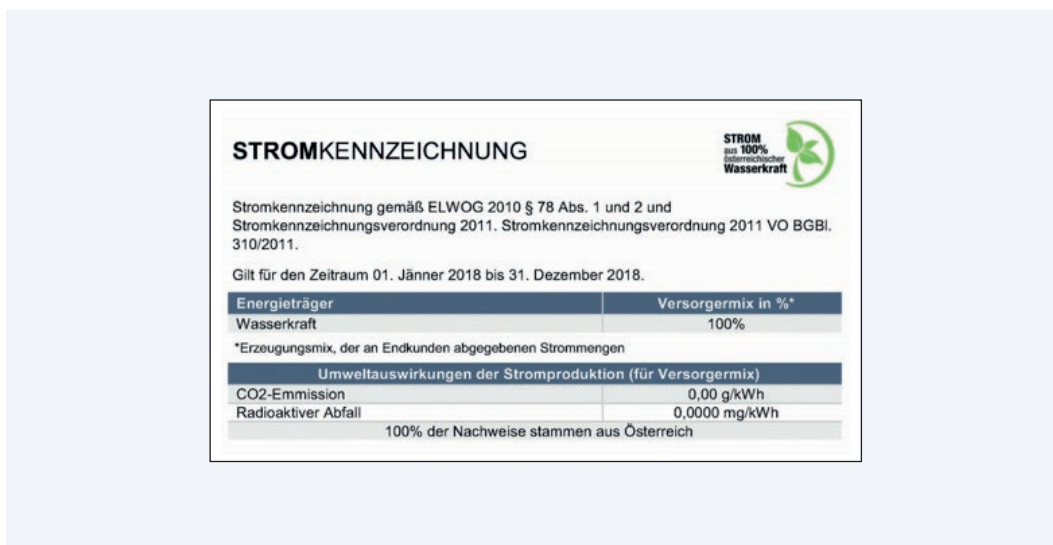 STROMKENNZEICHNUNG
STROM
aus 100%
österreichischer
Wasserkraft
Stromkennzeichnung gemäß ELWOG 2010 § 78 Abs. 1 und 2 und
Stromkennzeichnungsverordnung 2011. Stromkennzeichnungsverordnung 2011 VO BGBl.
310/2011.
Gilt für den Zeitraum 01. Jänner 2018 bis 31. Dezember 2018.
Energieträger Versorgermix in %*
Wasserkraft 100%
*Erzeugungsmix, der an Endkunden abgegebenen Strommengen
Umweltauswirkungen der Stromproduktion (für Versorgermix)
CO2-Emmission 0,00 g/kWh
Radioaktiver Abfall 0,0000 mg/kWh
100% der Nachweise stammen aus Österreich